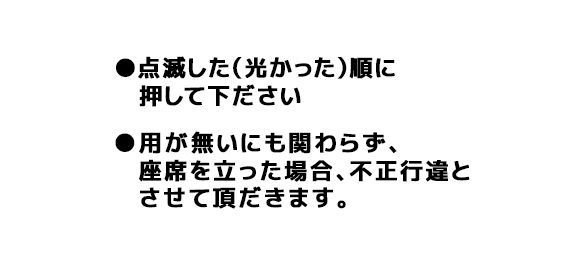 ●点滅した(光かった)順に
押して下ださい
●用が無いにも関わらず、
座席を立った場合、不正行違と
させて頂だきます。